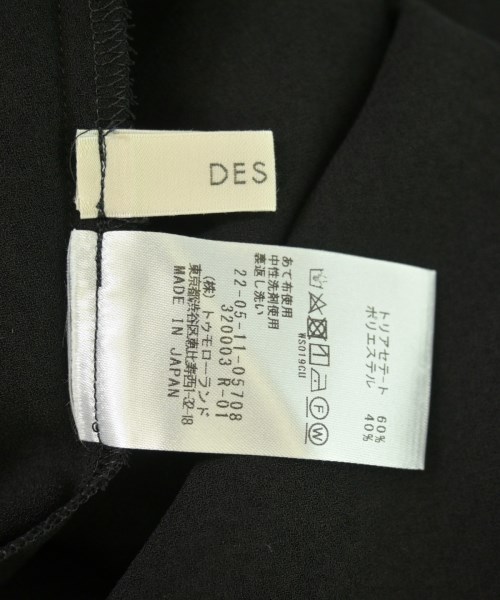 DES
トリアセテート 60%
ポリエステル 40%
WS019GU
あて布使用
中性洗剤使用
裏返し洗い
22-05-11-05708
320003 R-01
(株)トゥモローランド
東京都渋谷区恵比寿西1-32-18
MADE IN JAPAN